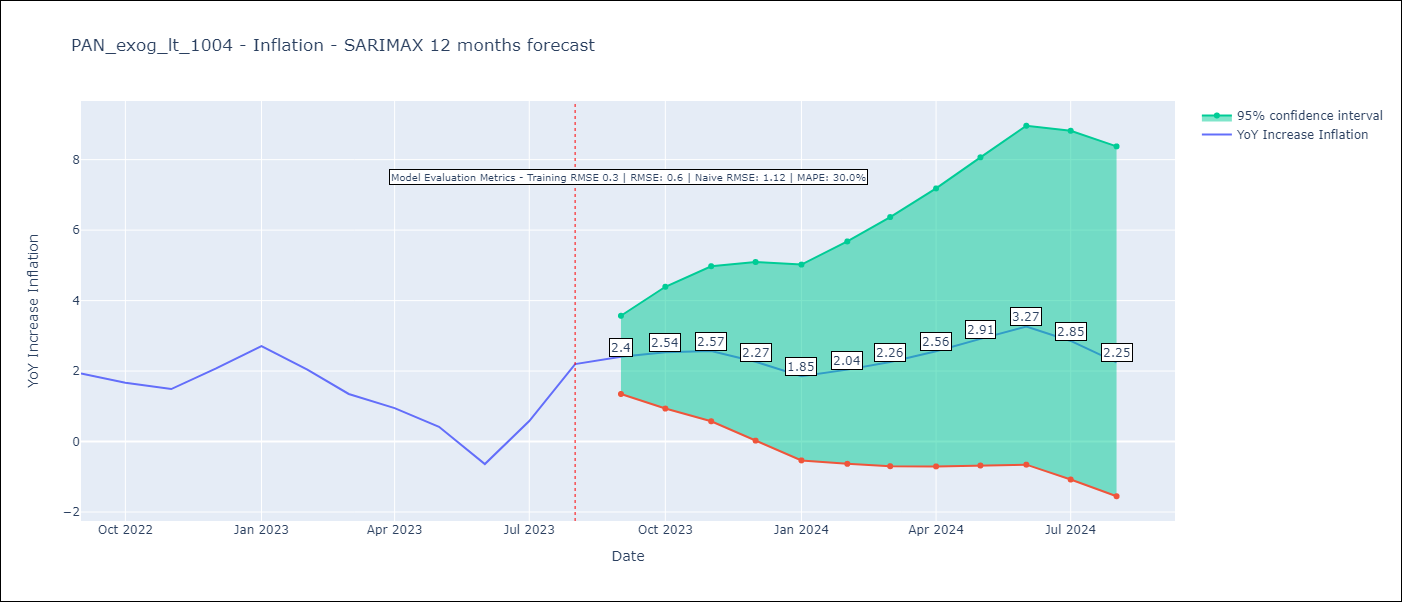 PAN_exog_lt_1004 - Inflation - SARIMAX 12 months forecast
95% confidence interval
YoY Increase Inflation
Model Evaluation Metrics - Training RMSE 0.3 | RMSE: 0.6 | Naive RMSE: 1.12 | MAPE: 30.0%
YoY Increase Inflation
8
6
4
2
0
−2
2.4
2.54
2.57
2.27
1.85
2.04
2.26
2.56
2.91
3.27
2.85
2.25
Oct 2022
Jan 2023
Apr 2023
Jul 2023
Oct 2023
Jan 2024
Apr 2024
Jul 2024
Date